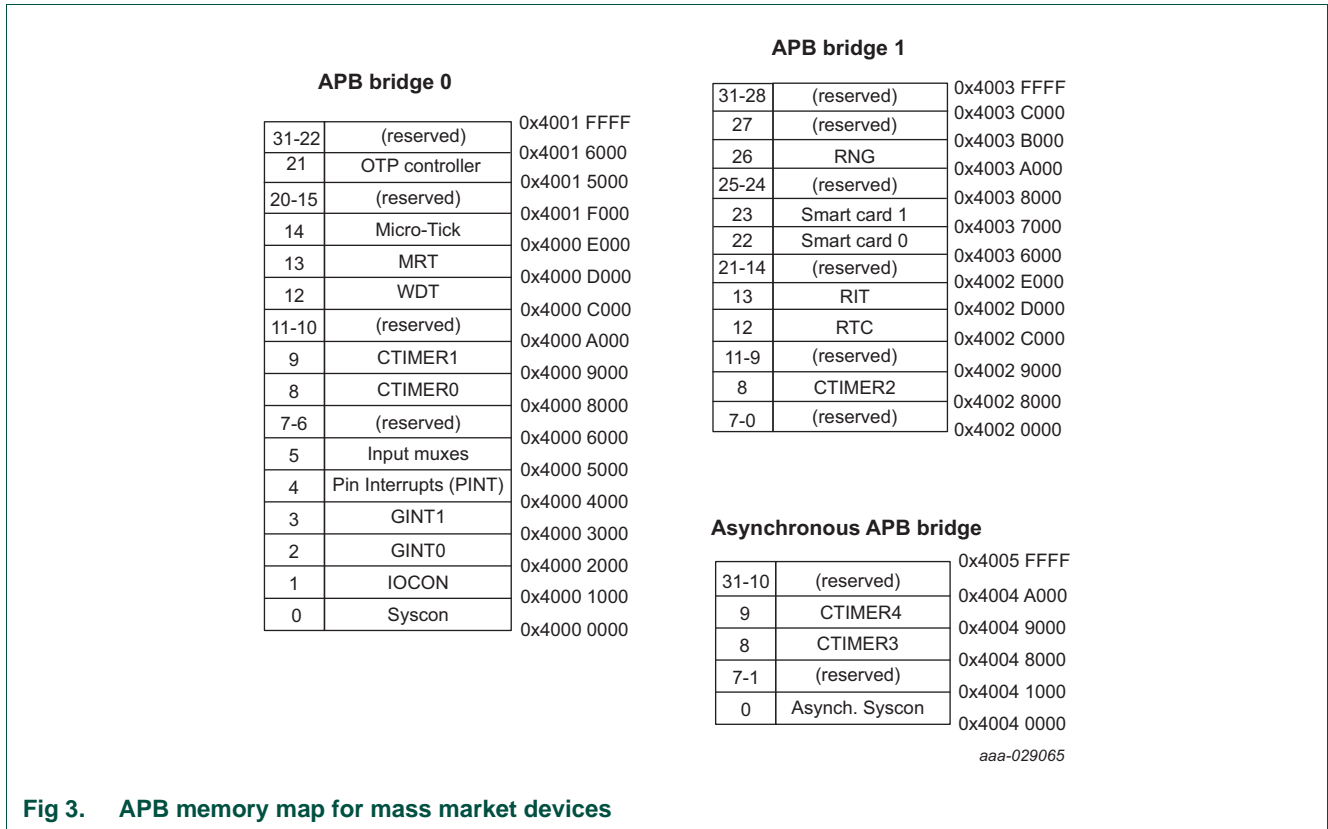 APB bridge 0
0x4001 FFFF
31-22 (reserved)
0x4001 6000
21 OTP controller
0x4001 5000
20-15 (reserved)
0x4001 F000
14 Micro-Tick
0x4000 E000
13 MRT
0x4000 D000
12 WDT
0x4000 C000
11-10 (reserved)
0x4000 A000
9 CTIMER1
0x4000 9000
8 CTIMER0
0x4000 8000
7-6 (reserved)
0x4000 6000
5 Input muxes
0x4000 5000
4 Pin Interrupts (PINT)
0x4000 4000
3 GINT1
0x4000 3000
2 GINT0
0x4000 2000
1 IOCON
0x4000 1000
0 Syscon
0x4000 0000
APB bridge 1
0x4003 FFFF
31-28 (reserved)
0x4003 C000
27 (reserved)
0x4003 B000
26 RNG
0x4003 A000
25-24 (reserved)
0x4003 8000
23 Smart card 1
0x4003 7000
22 Smart card 0
0x4003 6000
21-14 (reserved)
0x4002 E000
13 RIT
0x4002 D000
12 RTC
0x4002 C000
11-9 (reserved)
0x4002 9000
8 CTIMER2
0x4002 8000
7-0 (reserved)
0x4002 0000
Asynchronous APB bridge
0x4005 FFFF
31-10 (reserved)
0x4004 A000
9 CTIMER4
0x4004 9000
8 CTIMER3
0x4004 8000
7-1 (reserved)
0x4004 1000
0 Asynch. Syscon
0x4004 0000
aaa-029065
Fig 3. APB memory map for mass market devices